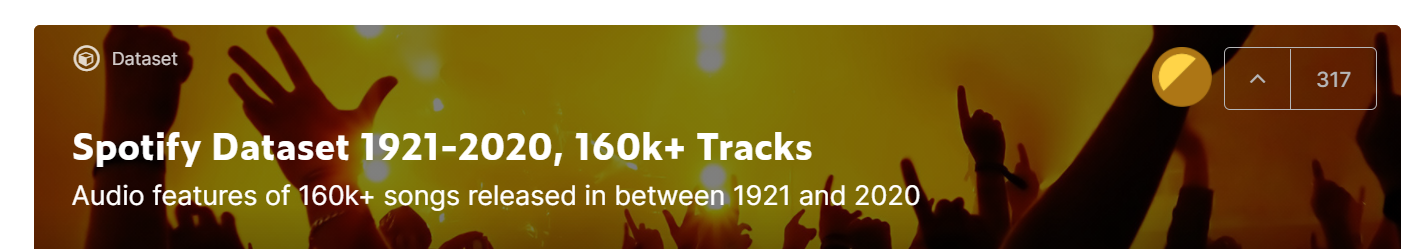 Dataset
317
Spotify Dataset 1921-2020, 160k+ Tracks
Audio features of 160k+ songs released in between 1921 and 2020